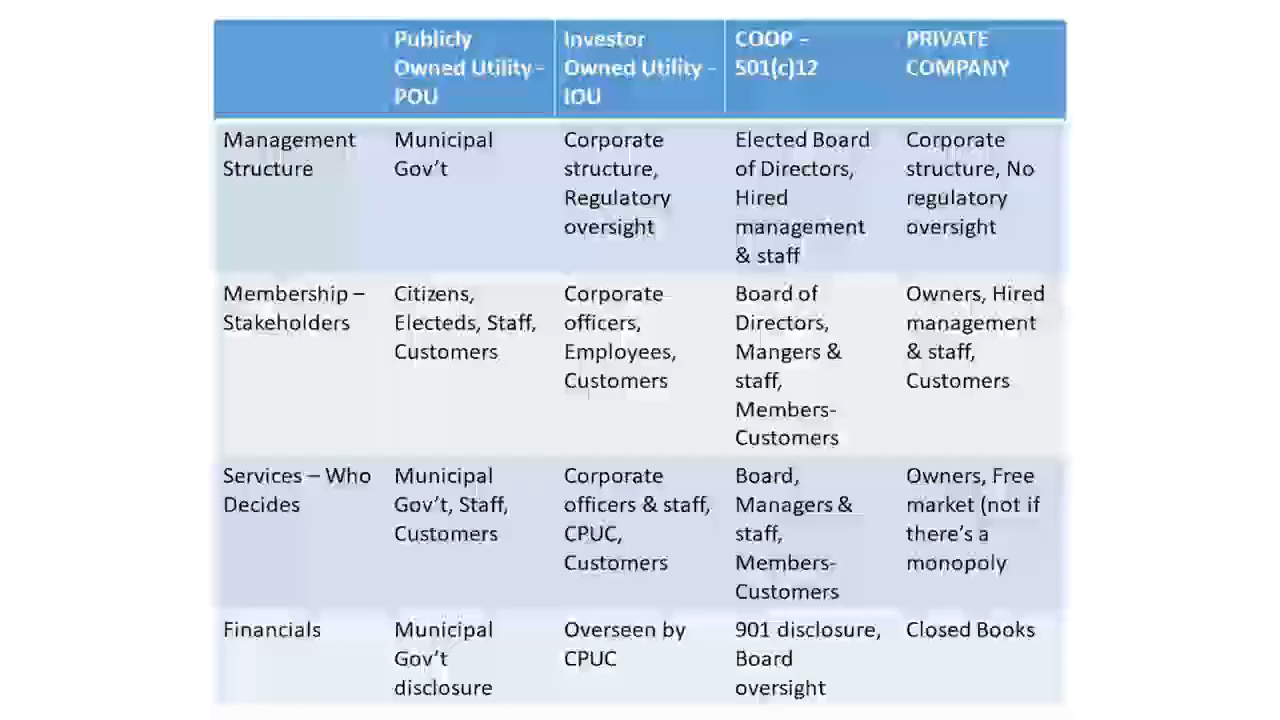 Publicly
Owned Utility -
POU
Investor
Owned Utility -
IOU
COOP -
501(c)12
PRIVATE
COMPANY
Management
Structure
Municipal
Gov't
Corporate
structure,
Regulatory
oversight
Elected Board
of Directors,
Hired
management
& staff
Corporate
structure, No
regulatory
oversight
Membership –
Stakeholders
Citizens,
Electeds, Staff,
Customers
Corporate
officers,
Employees,
Customers
Board of
Directors,
Mangers &
staff,
Members-
Customers
Owners, Hired
management
& staff,
Customers
Services – Who
Decides
Municipal
Gov't, Staff,
Customers
Corporate
officers & staff,
CPUC,
Customers
Board,
Managers &
staff,
Members-
Customers
Owners, Free
market (not if
there's a
monopoly
Financials
Municipal
Gov't
disclosure
Overseen by
CPUC
901 disclosure,
Board
oversight
Closed Books